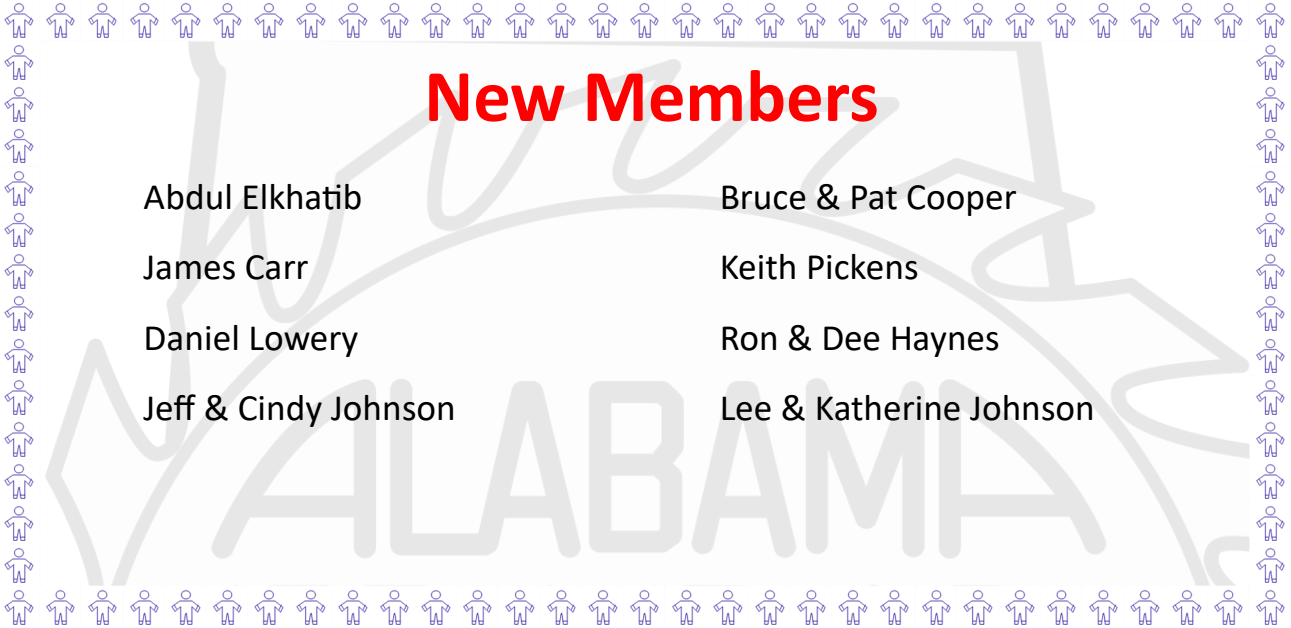 New Members
Abdul Elkhatib
James Carr
Daniel Lowery
Jeff & Cindy Johnson
Bruce & Pat Cooper
Keith Pickens
Ron & Dee Haynes
Lee & Katherine Johnson
ALABAMA